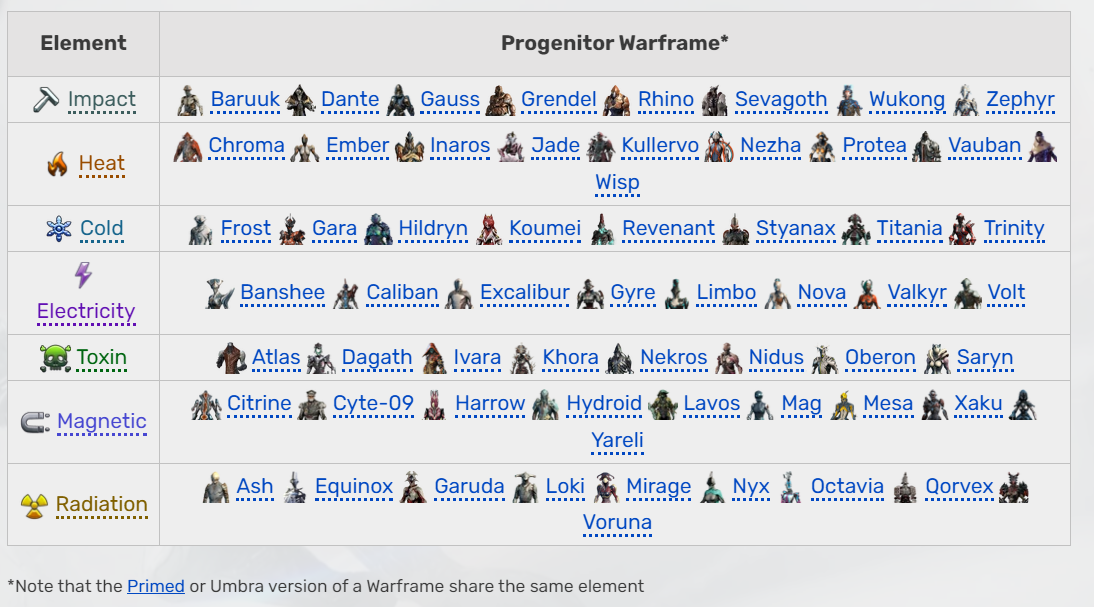 Element Progenitor Warframe*
Impact Baruuk Dante Gauss Grendel Rhino Sevagoth Wukong Zephyr
Heat Chroma Ember Inaros Jade Kullervo Nezha Protea Vauban
Wisp
Cold Frost Gara Hildryn Koumei Revenant Styanax Titania Trinity
Electricity Banshee Caliban Excalibur Gyre Limbo Nova Valkyr Volt
Toxin Atlas Dagath Ivara Khora Nekros Nidus Oberon Saryn
Magnetic Citrine Cyte-09 Harrow Hydroid Lavos Mag Mesa Xaku
Yareli
Radiation Ash Equinox Garuda Loki Mirage Nyx Octavia Qorvex
Voruna
*Note that the Primed or Umbra version of a Warframe share the same element